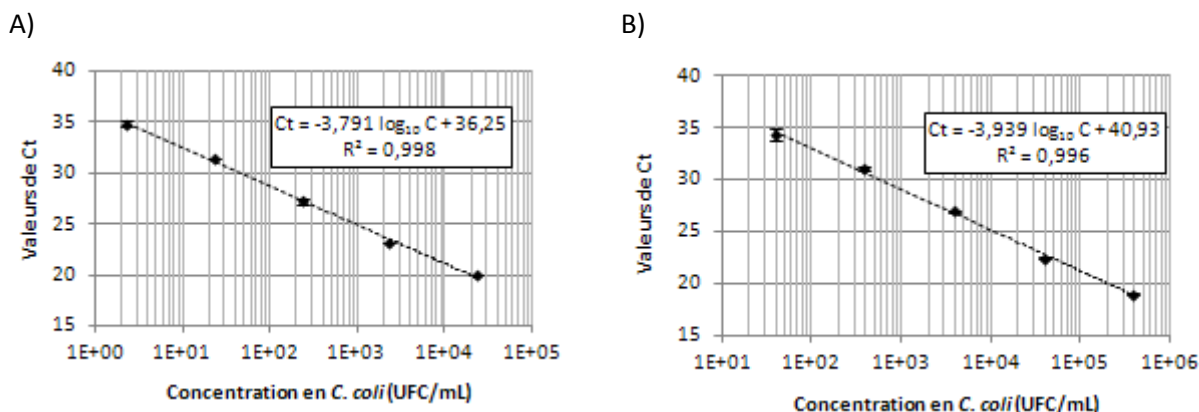 A)
B)
40
35
30
25
20
15
Valeurs de Ct
Ct = -3,791 log₁₀ C + 36,25
R² = 0,998
1E+00 1E+01 1E+02 1E+03 1E+04 1E+05
Concentration en C. coli (UFC/mL)
40
35
30
25
20
15
Valeurs de Ct
Ct = -3,939 log₁₀ C + 40,93
R² = 0,996
1E+01 1E+02 1E+03 1E+04 1E+05 1E+06
Concentration en C. coli (UFC/mL)